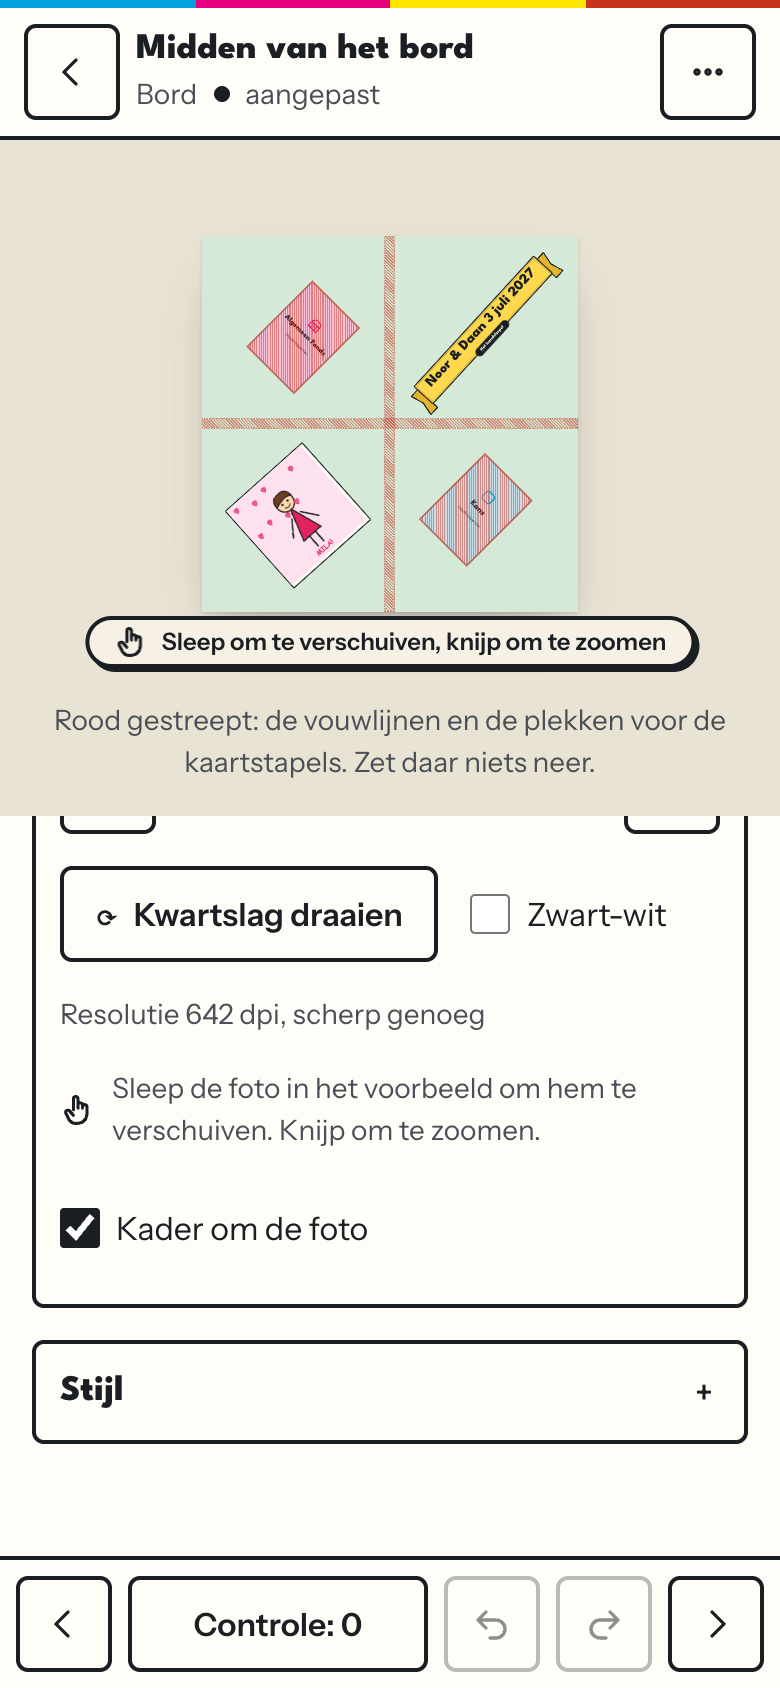 Midden van het bord
Bord ● aangepast
Algemeen Fonds
Noor & Daan 3 juli 2027
MILA!
Kans
Sleep om te verschuiven, knijp om te zoomen
Rood gestreept: de vouwlijnen en de plekken voor de
kaartstapels. Zet daar niets neer.
Kwartslag draaien
Zwart-wit
Resolutie 642 dpi, scherp genoeg
Sleep de foto in het voorbeeld om hem te
verschuiven. Knijp om te zoomen.
Kader om de foto
Stijl +
Controle: 0